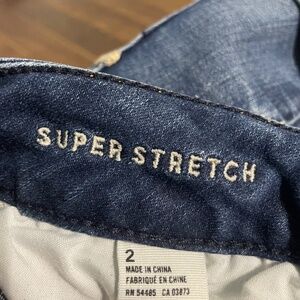 SUPER STRETCH
2
MADE IN CHINA
FABRIQUÉ EN CHINE
RN 54485 CA 03873